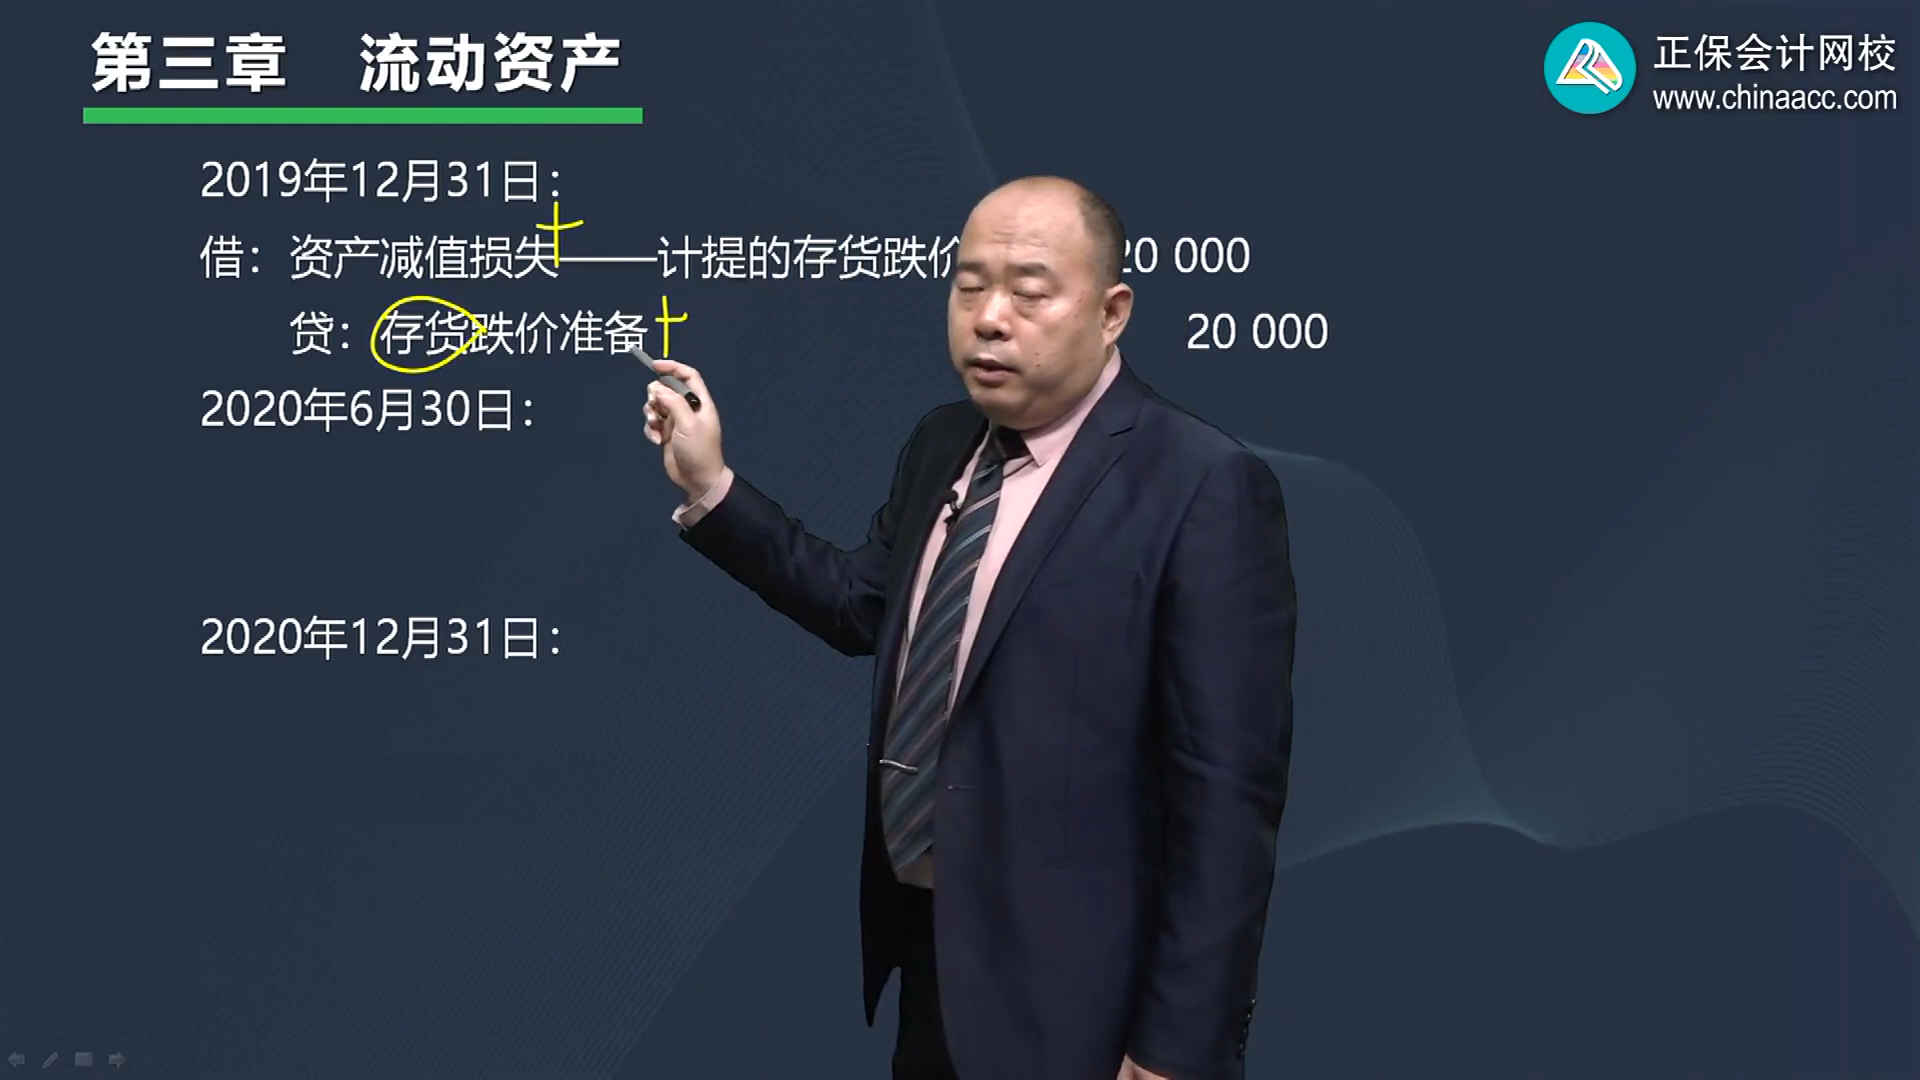 第三章 流动资产
正保会计网校
www.chinaacc.com
2019年12月31日：
借：资产减值损失——计提的存货跌价 20 000
贷：存货跌价准备 20 000
2020年6月30日：
2020年12月31日：